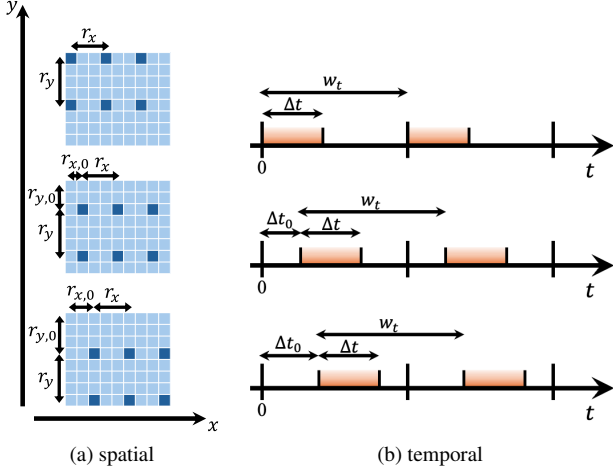 y
r_x
r_y
r_{x,0} r_x
r_{y,0}
r_y
r_{x,0} r_x
r_{y,0}
r_y
x
(a) spatial
w_t
Δt
0
t
w_t
Δt_0 Δt
0
t
w_t
Δt_0 Δt
0
t
(b) temporal